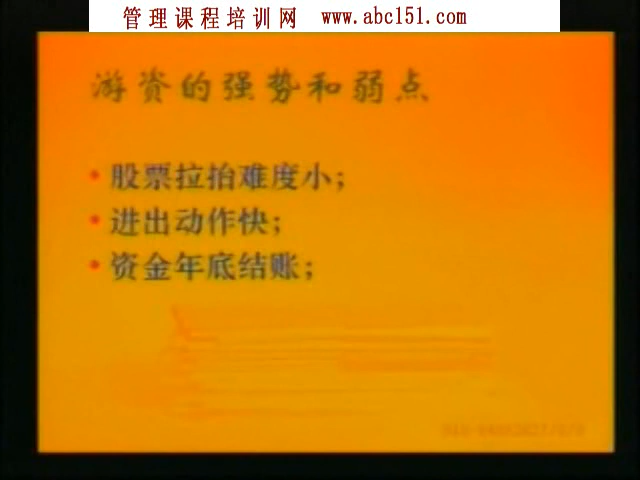 管理课程培训网 www.abc151.com
游资的强势和弱点
• 股票拉抬难度小；
• 进出动作快；
• 资金年底结账；